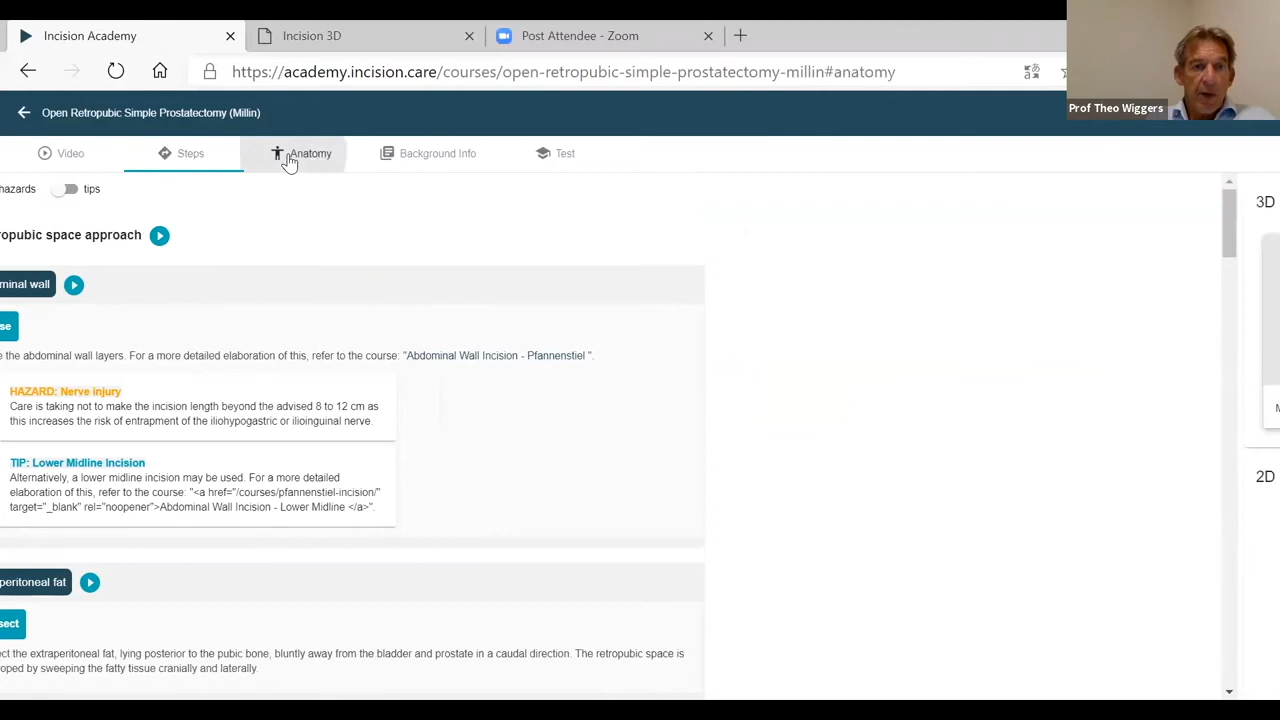 Incision Academy
Incision 3D
Post Attendee - Zoom
https://academy.incision.care/courses/open-retropubic-simple-prostatectomy-millin#anatomy
Prof Theo Wiggers
Open Retropubic Simple Prostatectomy (Millin)
Video
Steps
Anatomy
Background Info
Test
hazards
tips
3D
ropubic space approach
minal wall
se
e the abdominal wall layers. For a more detailed elaboration of this, refer to the course: "Abdominal Wall Incision - Pfannenstiel ".
HAZARD: Nerve injury
Care is taking not to make the incision length beyond the advised 8 to 12 cm as
this increases the risk of entrapment of the iliohypogastric or ilioinguinal nerve.
M
TIP: Lower Midline Incision
Alternatively, a lower midline incision may be used. For a more detailed
elaboration of this, refer to the course: "<a href="/courses/pfannenstiel-incision/"
target="_blank" rel="noopener">Abdominal Wall Incision - Lower Midline </a>".
2D
peritoneal fat
sect
ect the extraperitoneal fat, lying posterior to the pubic bone, bluntly away from the bladder and prostate in a caudal direction. The retropubic space is
loped by sweeping the fatty tissue cranially and laterally.